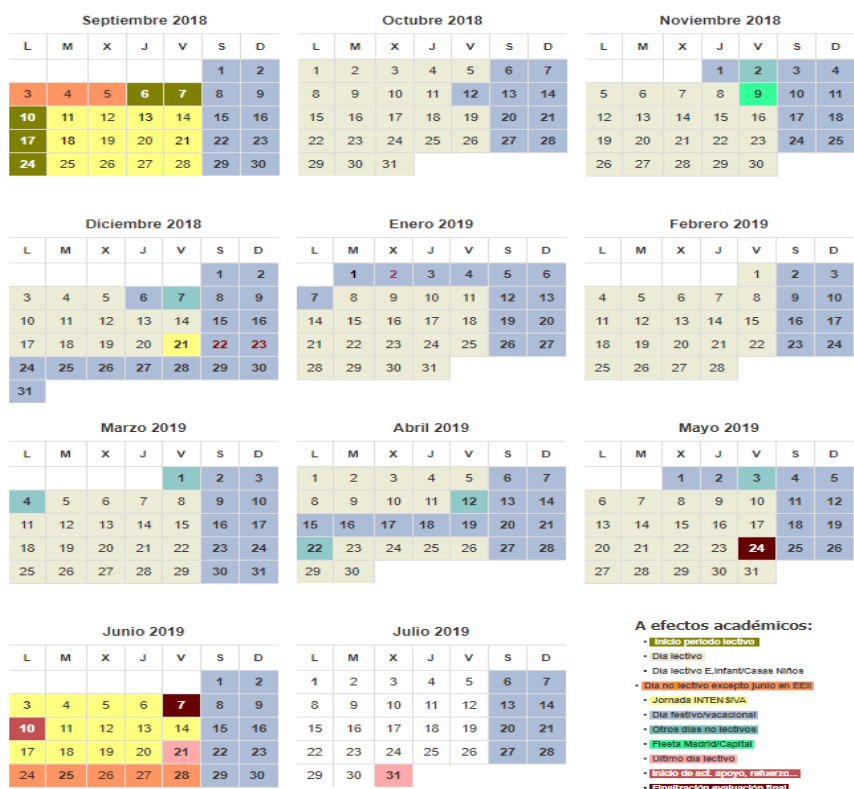 Septiembre 2018 Octubre 2018 Noviembre 2018
L M X J V S D L M X J V S D L M X J V S D
1 2 1 2 3 4 5 6 7 1 2 3 4
3 4 5 6 7 8 9 8 9 10 11 12 13 14 5 6 7 8 9 10 11
10 11 12 13 14 15 16 15 16 17 18 19 20 21 12 13 14 15 16 17 18
17 18 19 20 21 22 23 22 23 24 25 26 27 28 19 20 21 22 23 24 25
24 25 26 27 28 29 30 29 30 31 26 27 28 29 30
Diciembre 2018 Enero 2019 Febrero 2019
L M X J V S D L M X J V S D L M X J V S D
1 2 1 2 3 4 5 6 1 2 3
3 4 5 6 7 8 9 7 8 9 10 11 12 13 4 5 6 7 8 9 10
10 11 12 13 14 15 16 14 15 16 17 18 19 20 11 12 13 14 15 16 17
17 18 19 20 21 22 23 21 22 23 24 25 26 27 18 19 20 21 22 23 24
24 25 26 27 28 29 30 28 29 30 31 25 26 27 28
31
Marzo 2019 Abril 2019 Mayo 2019
L M X J V S D L M X J V S D L M X J V S D
1 2 3 1 2 3 4 5 6 7 1 2 3 4 5
4 5 6 7 8 9 10 8 9 10 11 12 13 14 6 7 8 9 10 11 12
11 12 13 14 15 16 17 15 16 17 18 19 20 21 13 14 15 16 17 18 19
18 19 20 21 22 23 24 22 23 24 25 26 27 28 20 21 22 23 24 25 26
25 26 27 28 29 30 31 29 30 27 28 29 30 31
Junio 2019 Julio 2019
L M X J V S D L M X J V S D
1 2 1 2 3 4 5 6 7
3 4 5 6 7 8 9 8 9 10 11 12 13 14
10 11 12 13 14 15 16 15 16 17 18 19 20 21
17 18 19 20 21 22 23 22 23 24 25 26 27 28
24 25 26 27 28 29 30 29 30 31
A efectos académicos:
Inicio periodo lectivo
Dia lectivo
Dia lectivo E.Infant/Casas Niños
Dia no lectivo excepto junio en EEII
Jornada INTENSIVA
Dia festivo/vacacional
Otros dias no lectivos
Fiesta Madrid/Capital
Ultimo dia lectivo
Inicio de act. apoyo, refuerzo...
Finalización evaluación final